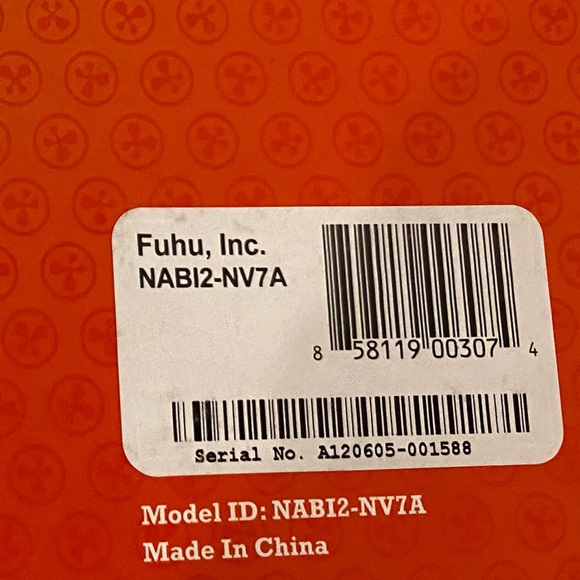 Fuhu, Inc.
NABI2-NV7A
8 58119 00307 4
Serial No. A120605-001588
Model ID: NABI2-NV7A
Made In China